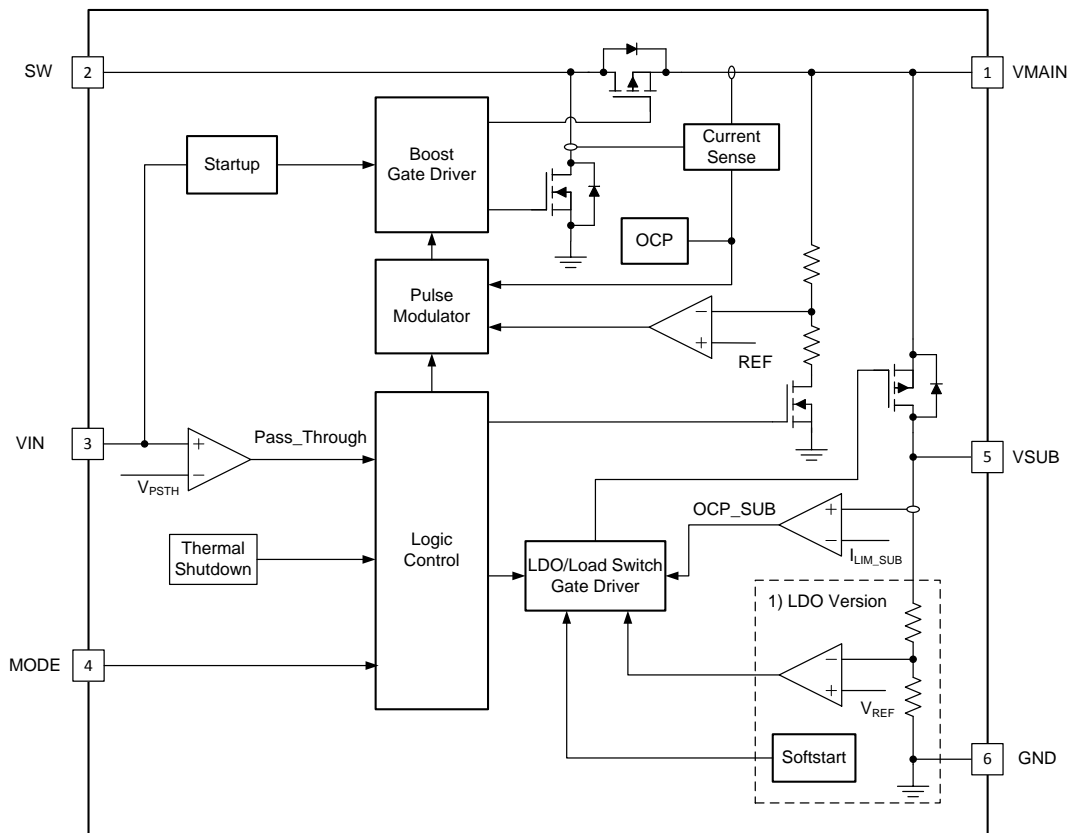 SW
2
1
VMAIN
Startup
Boost
Gate Driver
Current
Sense
OCP
Pulse
Modulator
−
+
REF
VIN
3
+
−
Pass_Through
VPSTH
5
VSUB
OCP_SUB
+
−
ILIM_SUB
Thermal
Shutdown
Logic
Control
LDO/Load Switch
Gate Driver
1) LDO Version
MODE
4
−
+
VREF
Softstart
6
GND